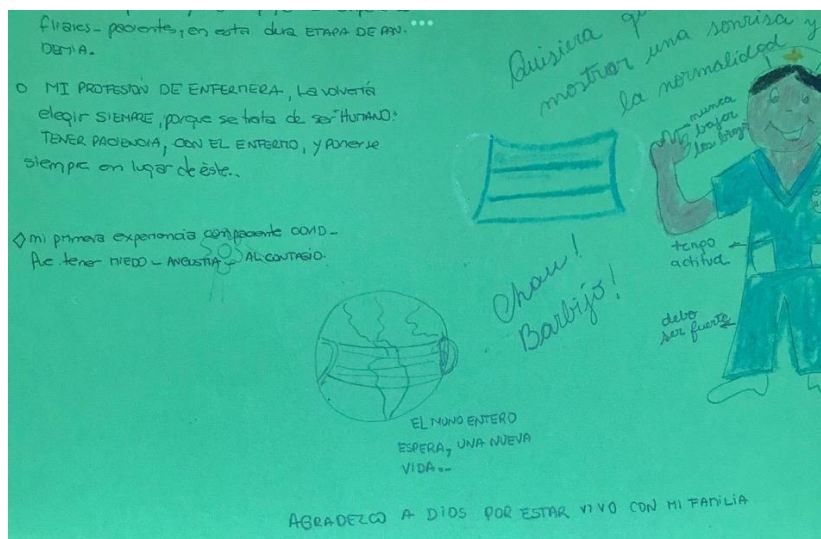 firiares - pacientes, en esta dura ETAPA DE PAN-
DEMIA.
MI PROFESIÓN DE ENFERMERA, La volvería
elegir SIEMPRE, porque se trata de ser "HUMANO".
TENER PACIENCIA, CON EL ENFERMO, y Ponerse
siempre en lugar de éste..
mi primera experiencia con paciente COVID-
Fue tener MIEDO - ANGUSTIA - AL CONTAGIO.
Quisiera
mostrar una sonrisa y
la normalidad
nunca
bajar
los brazos
tengo
actitud
debo
ser fuerte
Chau!
Barbijo!
EL MUNO ENTERO
ESPERA, UNA NUEVA
VIDA...
AGRADEZCO A DIOS POR ESTAR VIVO CON MI FAMILIA